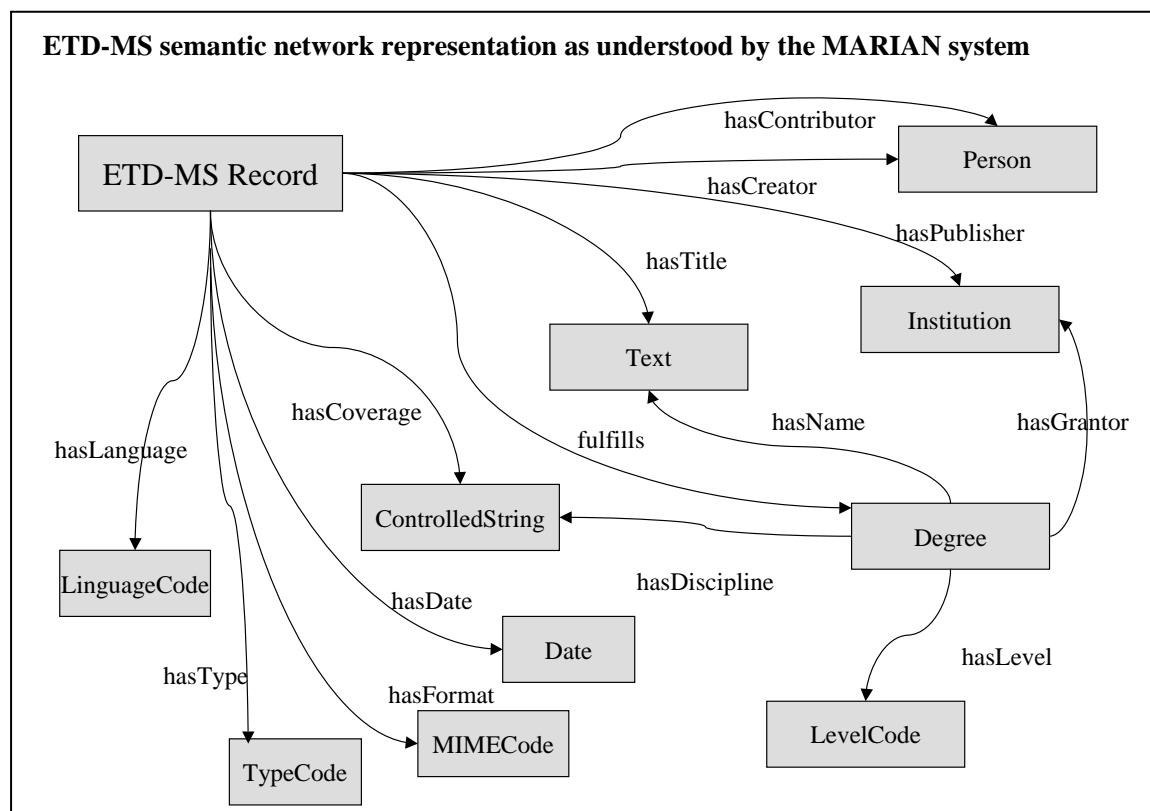 ETD-MS semantic network representation as understood by the MARIAN system
hasContributor
ETD-MS Record
Person
hasCreator
hasPublisher
hasTitle
Institution
Text
hasCoverage
hasName
hasGrantor
hasLanguage
fulfills
ControlledString
Degree
LinguageCode
hasDiscipline
hasDate
Date
hasLevel
hasType
hasFormat
LevelCode
MIMECode
TypeCode